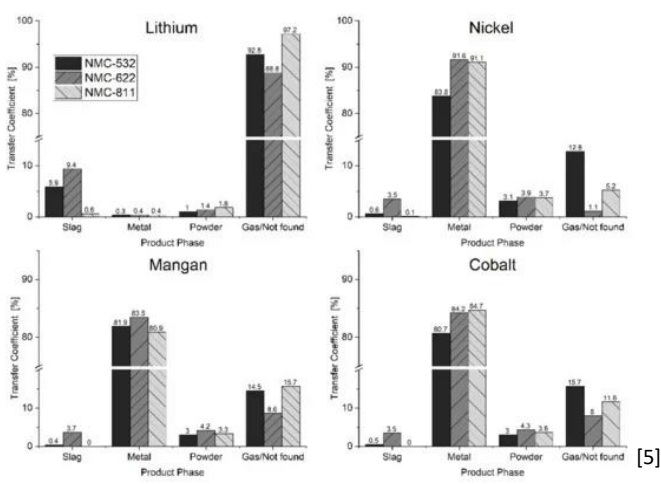 Lithium
Transfer Coefficient [%]
100
90
10
0
NMC-532
NMC-622
NMC-811
5.9 9.4 0.6
0.3 0.4 0.4
1 1.4 1.8
92.8 88.8 97.2
Slag Metal Powder Gas/Not found
Product Phase
Nickel
Transfer Coefficient [%]
100
90
10
0
0.6 3.5 0.1
83.8 91.6 91.1
3.1 3.9 3.7
12.8 1.1 5.2
Slag Metal Powder Gas/Not found
Product Phase
Mangan
Transfer Coefficient [%]
90
80
10
0
0.4 3.7 0
81.9 83.5 80.9
3 4.2 3.3
14.5 8.6 15.7
Slag Metal Powder Gas/Not found
Product Phase
Cobalt
Transfer Coefficient [%]
90
80
10
0
0.5 3.5 0
80.7 84.2 84.7
3 4.3 3.6
15.7 8 11.6
Slag Metal Powder Gas/Not found
Product Phase
[5]